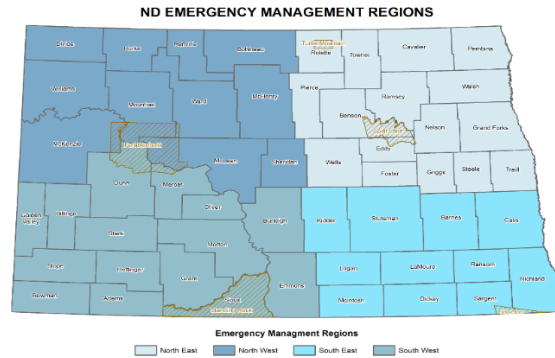 ND EMERGENCY MANAGEMENT REGIONS
Divide
Burke
Renville
Bottineau
Rolette
Towner
Cavalier
Pembina
Williams
Mountrail
Ward
McHenry
Pierce
Ramsey
Walsh
Benson
Nelson
Grand Forks
McKenzie
McLean
Sheridan
Wells
Eddy
Foster
Griggs
Steele
Traill
Dunn
Mercer
Oliver
Burleigh
Kidder
Stutsman
Barnes
Cass
Golden
Valley
Billings
Stark
Morton
Slope
Hettinger
Grant
Emmons
Logan
LaMoure
Ransom
Richland
Bowman
Adams
Sioux
Standing Rock
McIntosh
Dickey
Sargent
Emergency Managment Regions
North East
North West
South East
South West